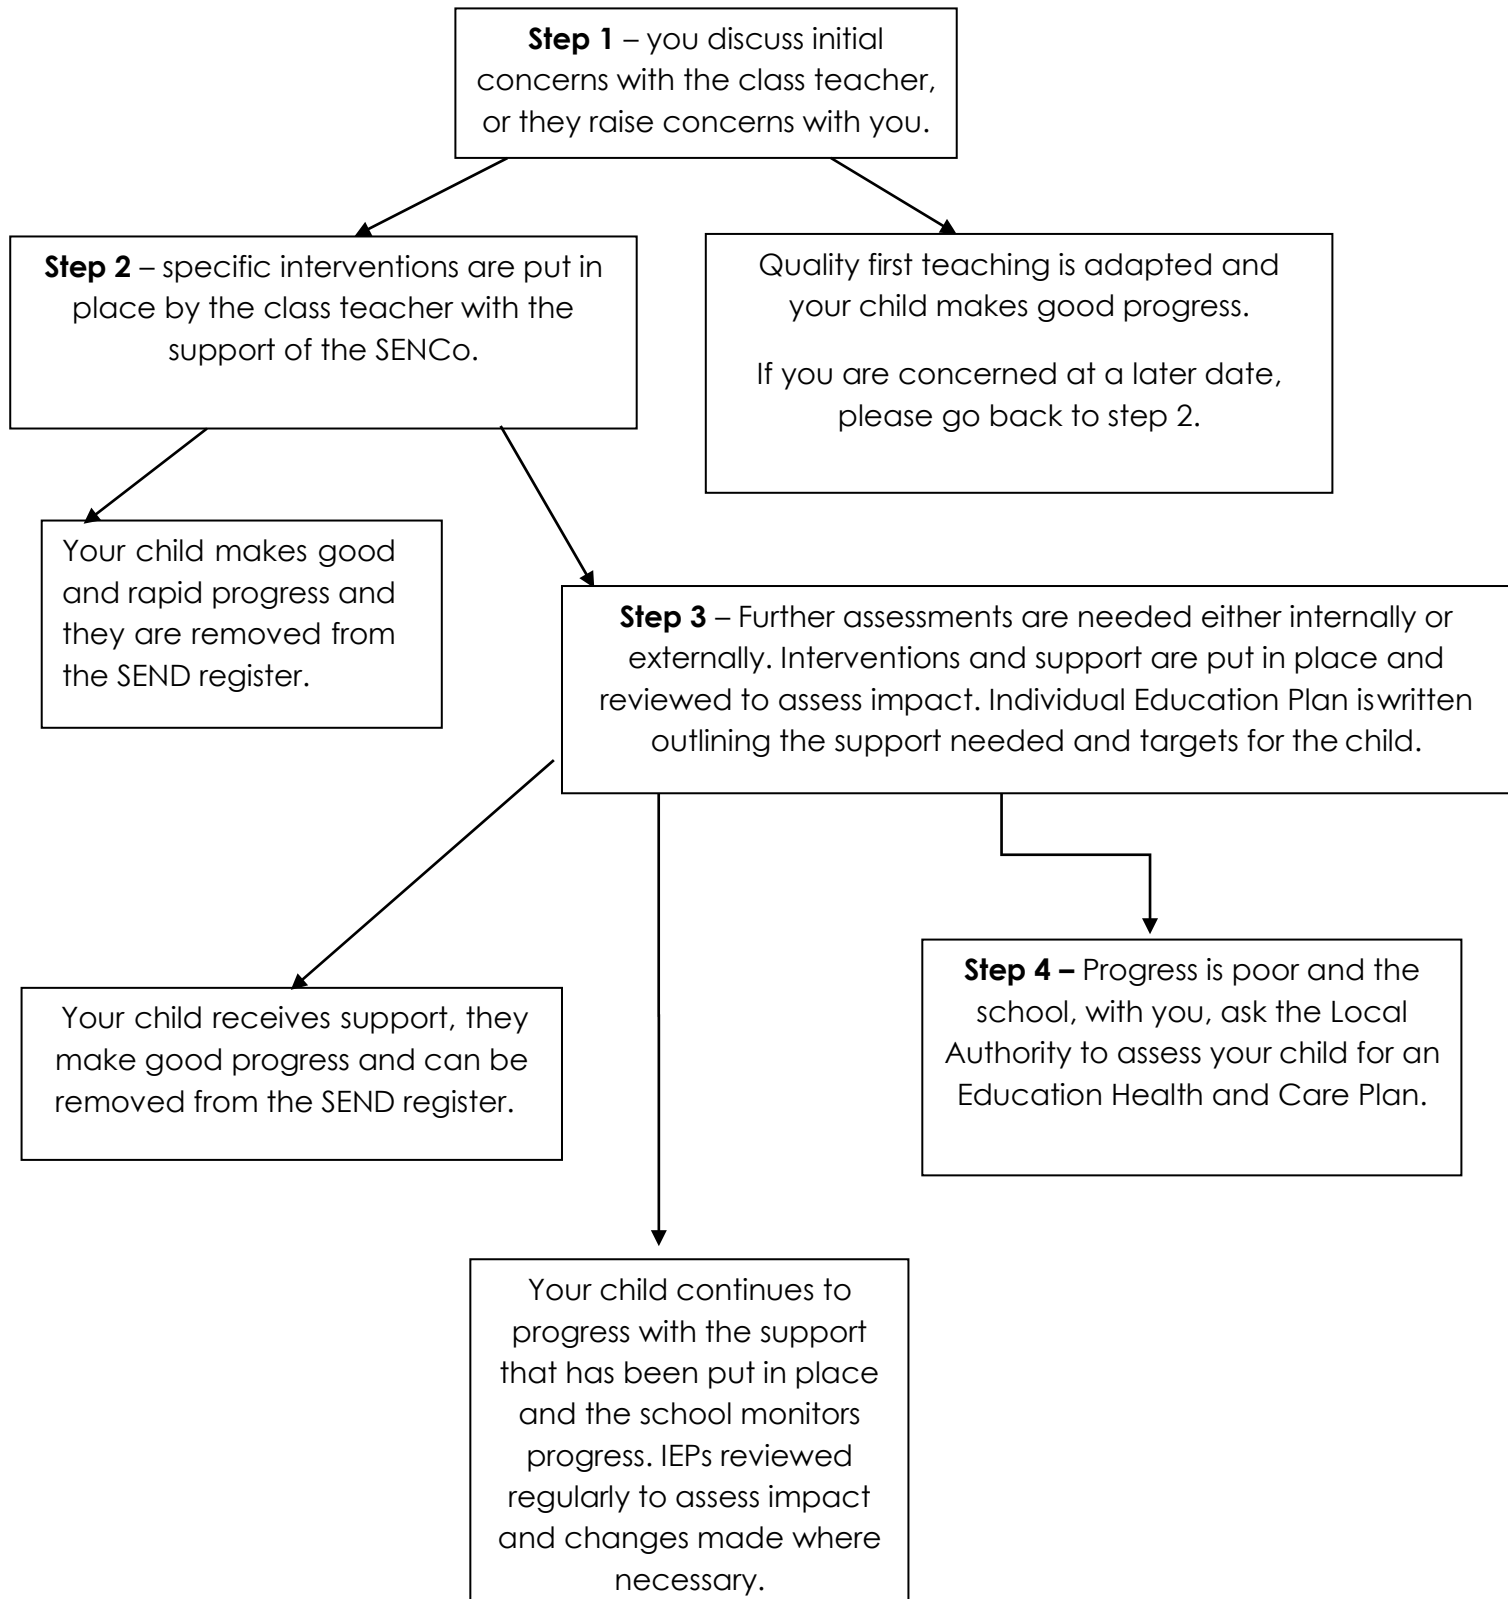 Step 1 – you discuss initial
concerns with the class teacher,
or they raise concerns with you.
Step 2 – specific interventions are put in
place by the class teacher with the
support of the SENCo.
Quality first teaching is adapted and
your child makes good progress.
If you are concerned at a later date,
please go back to step 2.
Your child makes good
and rapid progress and
they are removed from
the SEND register.
Step 3 – Further assessments are needed either internally or
externally. Interventions and support are put in place and
reviewed to assess impact. Individual Education Plan iswritten
outlining the support needed and targets for the child.
Your child receives support, they
make good progress and can be
removed from the SEND register.
Step 4 – Progress is poor and the
school, with you, ask the Local
Authority to assess your child for an
Education Health and Care Plan.
Your child continues to
progress with the support
that has been put in place
and the school monitors
progress. IEPs reviewed
regularly to assess impact
and changes made where
necessary.